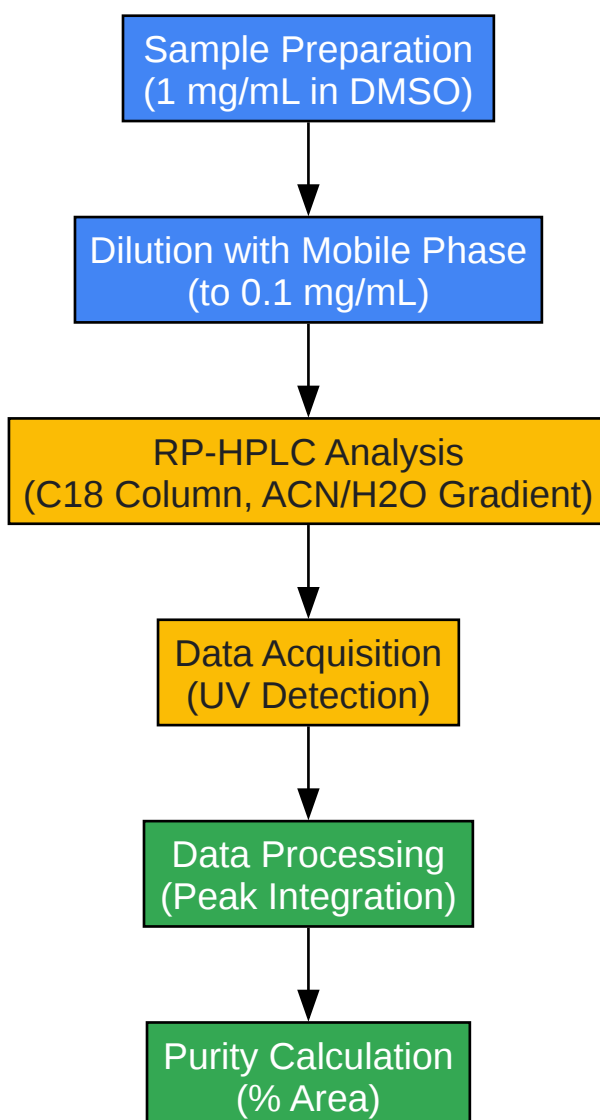 Sample Preparation
(1 mg/mL in DMSO)
Dilution with Mobile Phase
(to 0.1 mg/mL)
RP-HPLC Analysis
(C18 Column, ACN/H2O Gradient)
Data Acquisition
(UV Detection)
Data Processing
(Peak Integration)
Purity Calculation
(% Area)